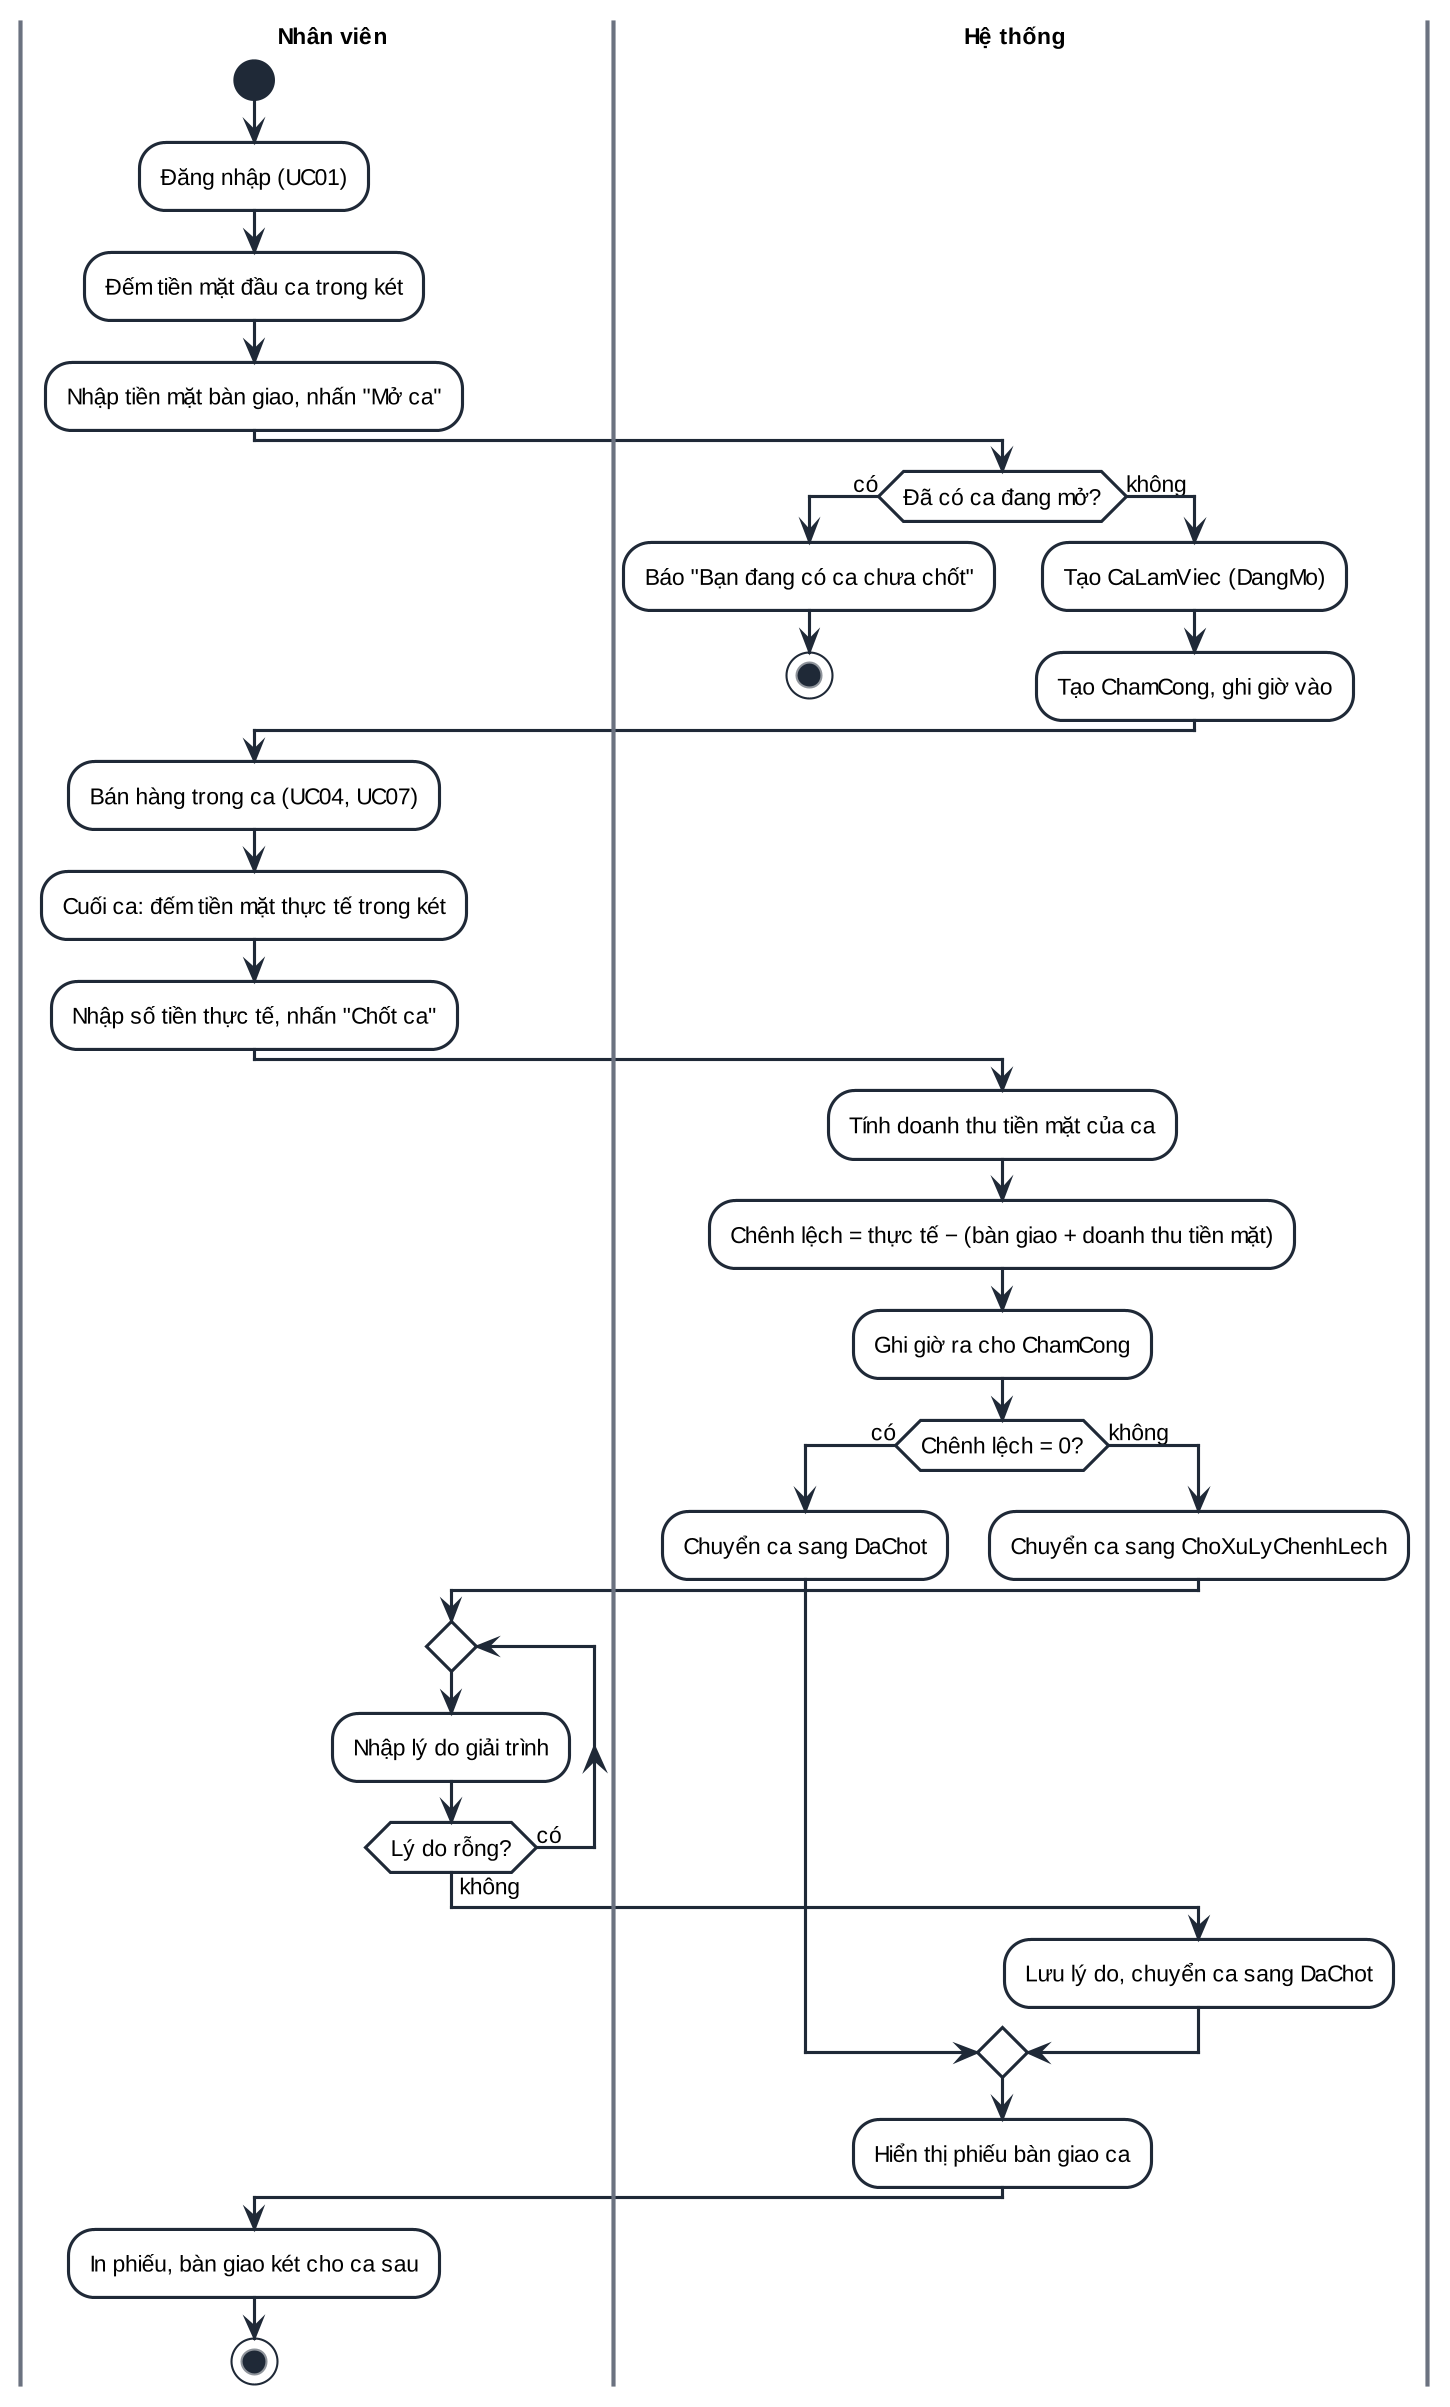 Nhân viên
Hệ thống
Đăng nhập (UC01)
Đếm tiền mặt đầu ca trong két
Nhập tiền mặt bàn giao, nhấn "Mở ca"
có
Đã có ca đang mở?
không
Báo "Bạn đang có ca chưa chốt"
Tạo CaLamViec (DangMo)
Tạo ChamCong, ghi giờ vào
Bán hàng trong ca (UC04, UC07)
Cuối ca: đếm tiền mặt thực tế trong két
Nhập số tiền thực tế, nhấn "Chốt ca"
Tính doanh thu tiền mặt của ca
Chênh lệch = thực tế − (bàn giao + doanh thu tiền mặt)
Ghi giờ ra cho ChamCong
có
Chênh lệch = 0?
không
Chuyển ca sang DaChot
Chuyển ca sang ChoXuLyChenhLech
Nhập lý do giải trình
Lý do rỗng?
có
không
Lưu lý do, chuyển ca sang DaChot
Hiển thị phiếu bàn giao ca
In phiếu, bàn giao két cho ca sau